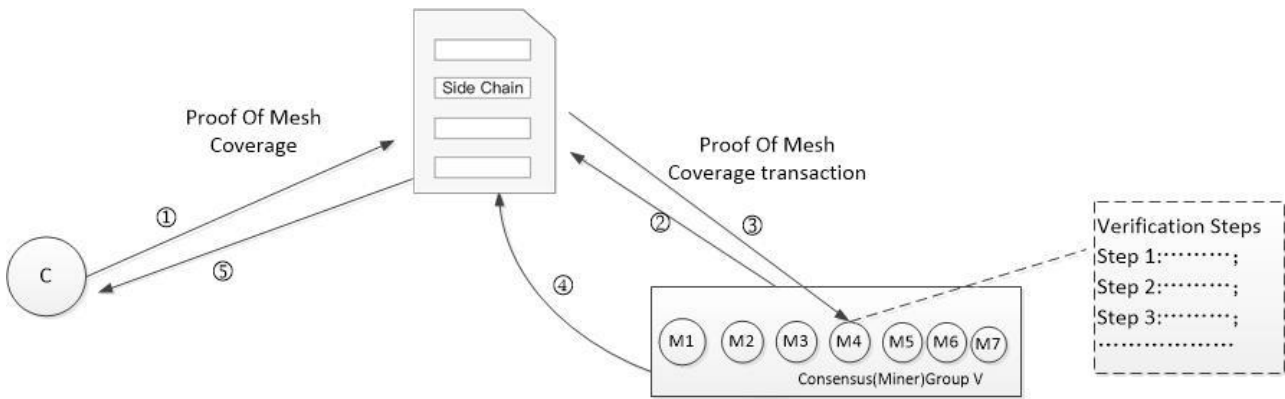 Side Chain
Proof Of Mesh
Coverage
Proof Of Mesh
Coverage transaction
①
②
③
⑤
④
C
Verification Steps
Step 1:·········;
Step 2:·········;
Step 3:·········;
··················
M1 M2 M3 M4 M5 M6 M7
Consensus(Miner)Group V